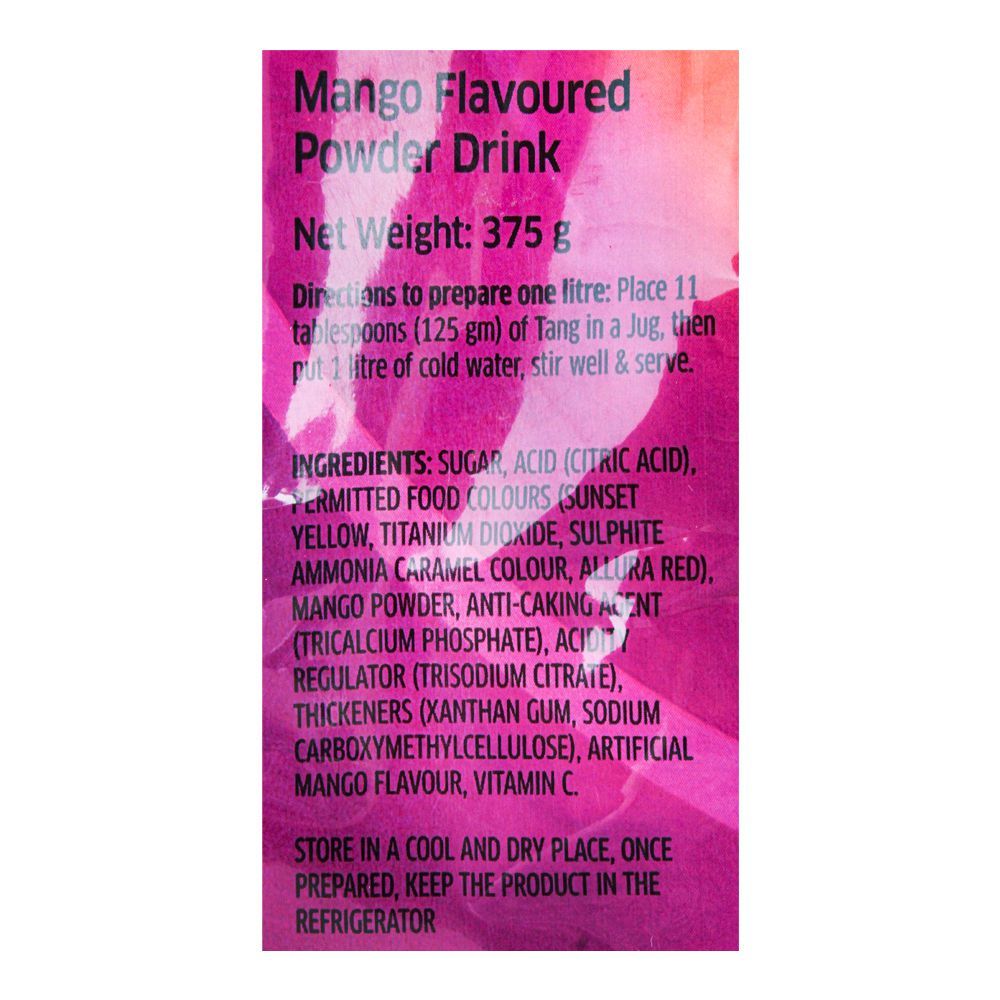 Mango Flavoured
Powder Drink
Net Weight: 375 g
Directions to prepare one litre: Place 11
tablespoons (125 gm) of Tang in a Jug, then
put 1 litre of cold water, stir well & serve.
INGREDIENTS: SUGAR, ACID (CITRIC ACID),
PERMITTED FOOD COLOURS (SUNSET
YELLOW, TITANIUM DIOXIDE, SULPHITE
AMMONIA CARAMEL COLOUR, ALLURA RED),
MANGO POWDER, ANTI-CAKING AGENT
(TRICALCIUM PHOSPHATE), ACIDITY
REGULATOR (TRISODIUM CITRATE),
THICKENERS (XANTHAN GUM, SODIUM
CARBOXYMETHYLCELLULOSE), ARTIFICIAL
MANGO FLAVOUR, VITAMIN C.
STORE IN A COOL AND DRY PLACE, ONCE
PREPARED, KEEP THE PRODUCT IN THE
REFRIGERATOR